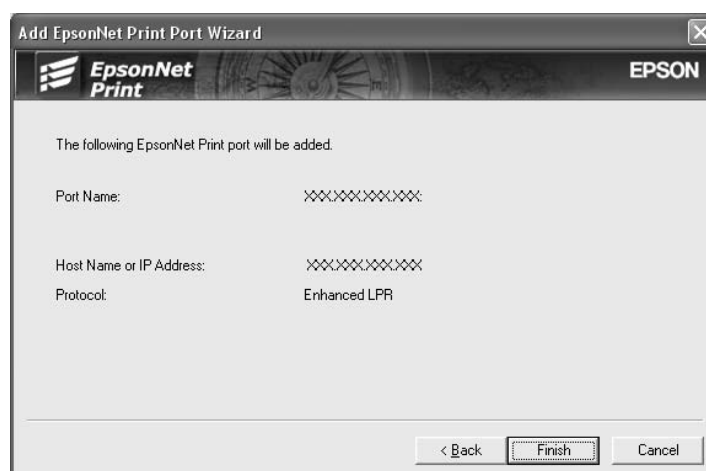 Add EpsonNet Print Port Wizard
EpsonNet
Print
EPSON
The following EpsonNet Print port will be added.
Port Name: XXX.XXX.XXX.XXX:
Host Name or IP Address: XXX.XXX.XXX.XXX
Protocol: Enhanced LPR
< Back Finish Cancel